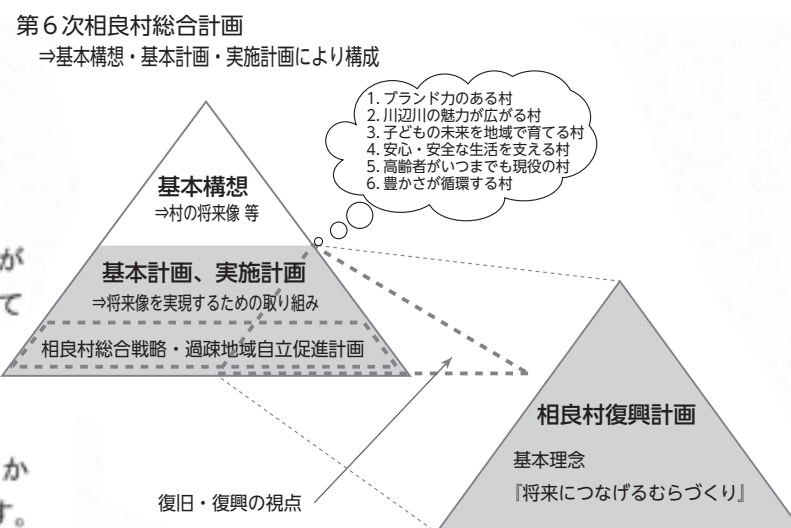 第６次相良村総合計画
⇒基本構想・基本計画・実施計画により構成
1. ブランド力のある村
2. 川辺川の魅力が広がる村
3. 子どもの未来を地域で育てる村
4. 安心・安全な生活を支える村
5. 高齢者がいつまでも現役の村
6. 豊かさが循環する村
基本構想
⇒村の将来像 等
が
基本計画、実施計画
て
⇒将来像を実現するための取り組み
相良村総合戦略・過疎地域自立促進計画
相良村復興計画
か
基本理念
『将来につなげるむらづくり』
復旧・復興の視点
す。